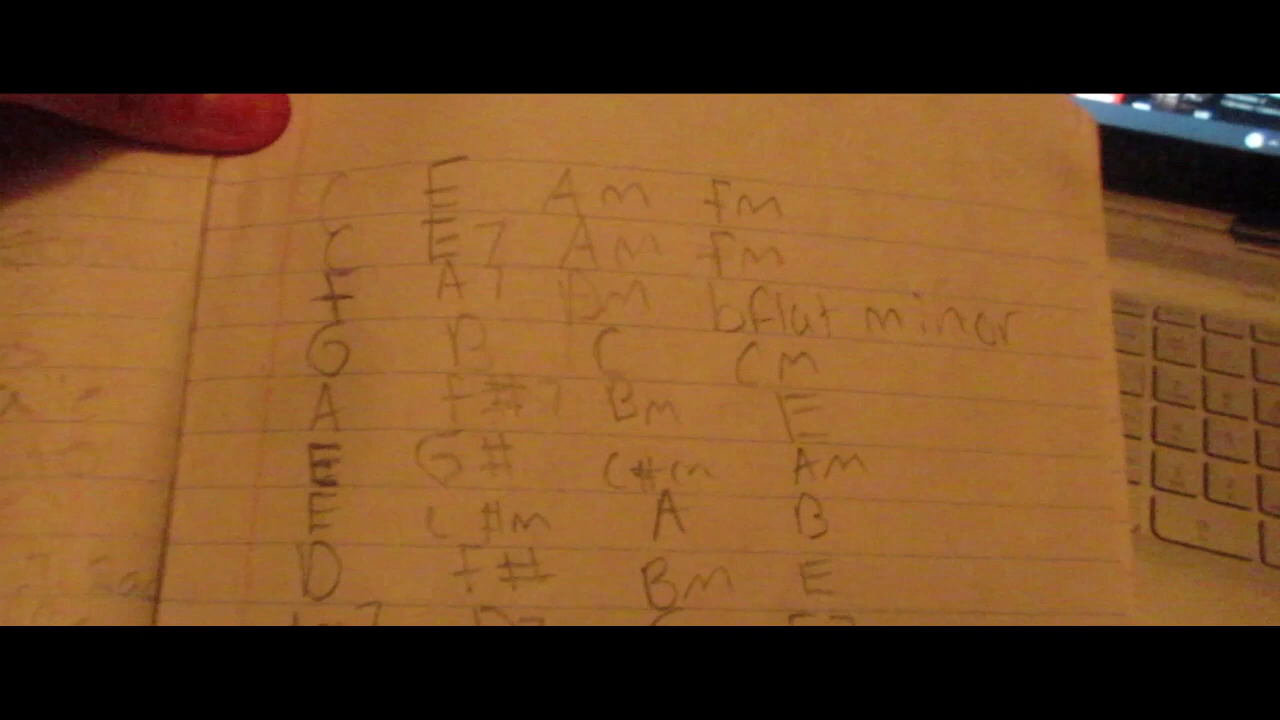 C E Am Fm
C E7 Am Fm
F A7 Dm bflat minor
G B C Cm
A F#7 Bm E
E G# C#m Am
E C#m A B
D F# Bm E